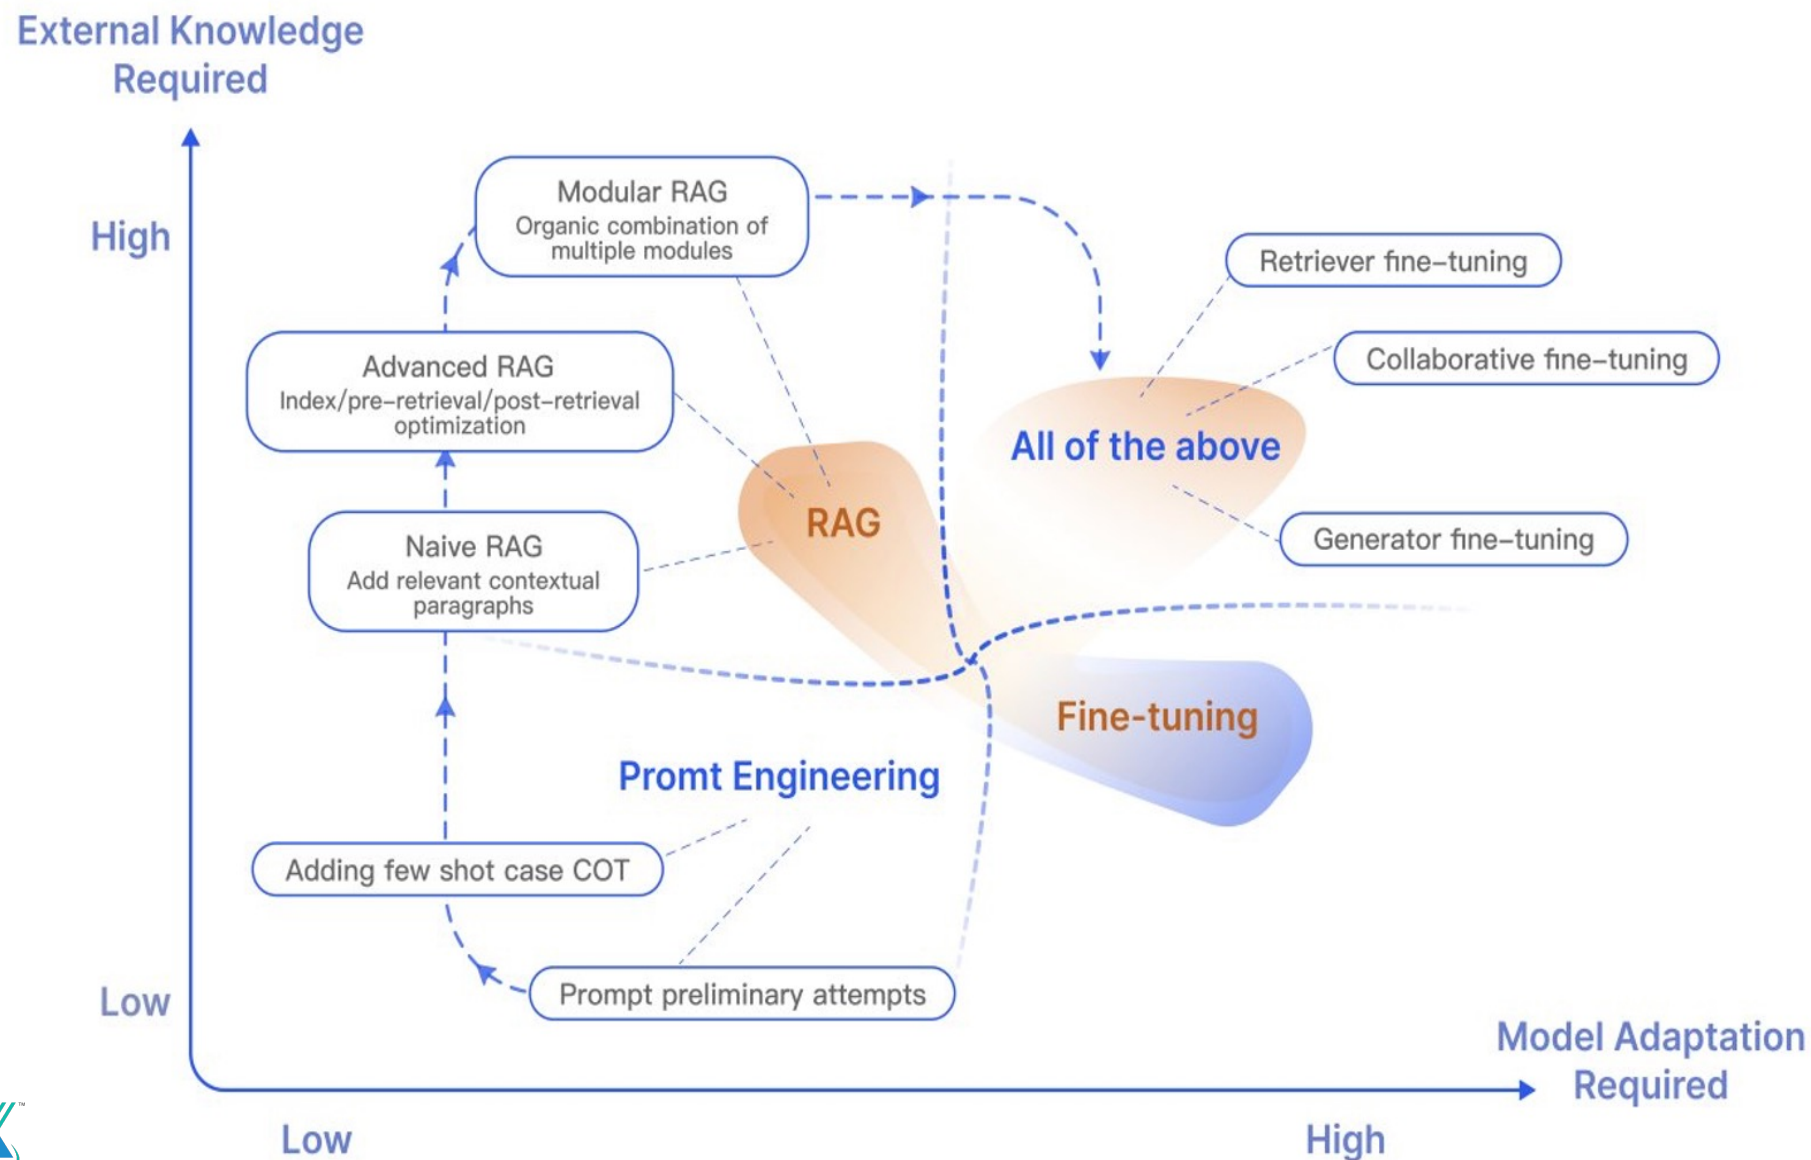 External Knowledge
Required
High
Modular RAG
Organic combination of
multiple modules
Retriever fine-tuning
Collaborative fine-tuning
Advanced RAG
Index/pre-retrieval/post-retrieval
optimization
All of the above
RAG
Generator fine-tuning
Naive RAG
Add relevant contextual
paragraphs
Fine-tuning
Promt Engineering
Adding few shot case COT
Prompt preliminary attempts
Low
Model Adaptation
Required
Low
High
™